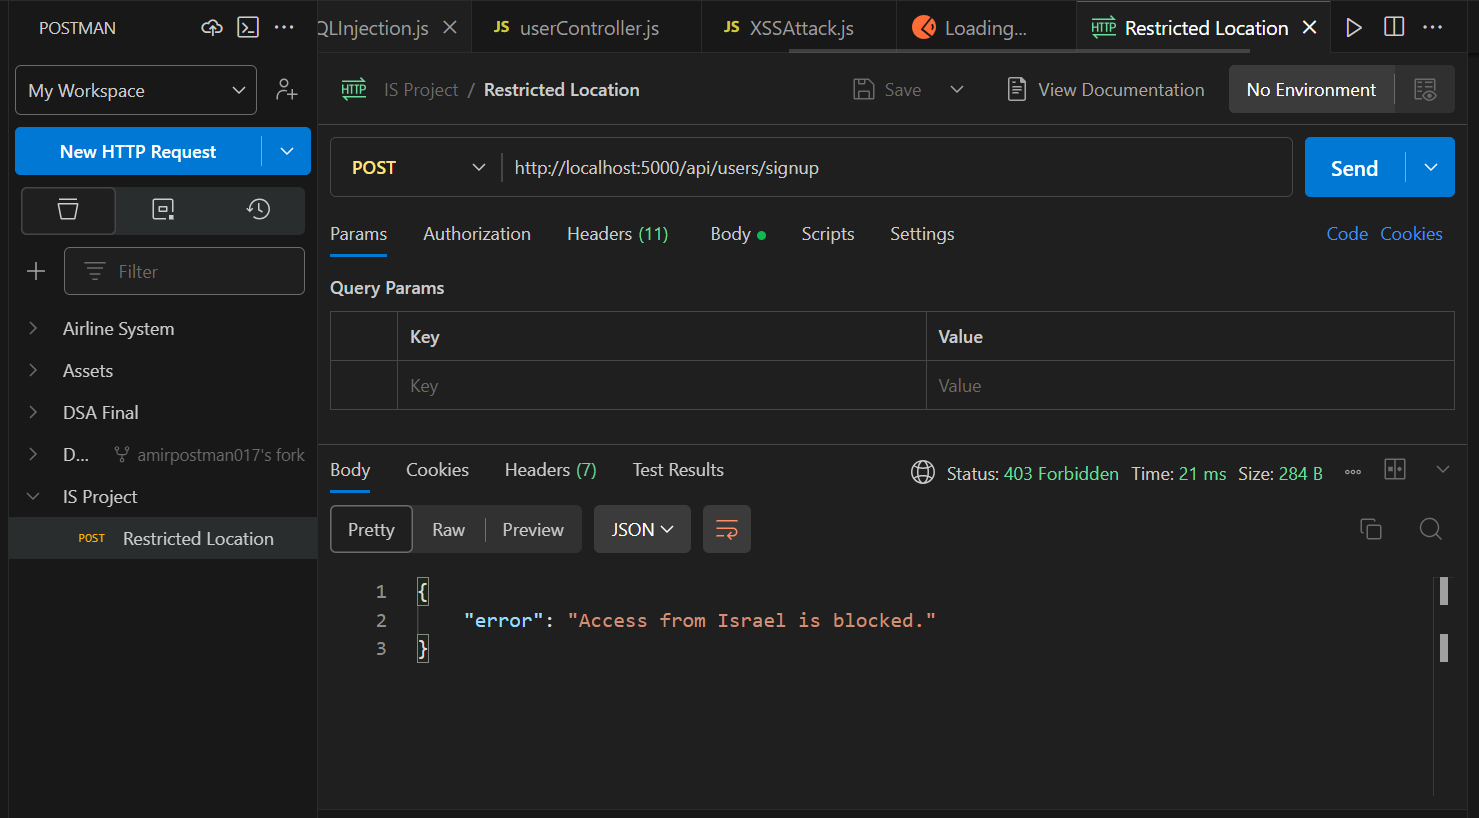 POSTMAN
QLInjection.js
JS userController.js
JS XSSAttack.js
Loading...
HTTP Restricted Location
My Workspace
HTTP IS Project / Restricted Location
Save
View Documentation
No Environment
New HTTP Request
POST http://localhost:5000/api/users/signup
Send
Params Authorization Headers (11) Body Scripts Settings
Code Cookies
Filter
Query Params
Key Value
Key Value
Airline System
Assets
DSA Final
D... amirpostman017's fork
IS Project
POST Restricted Location
Body Cookies Headers (7) Test Results
Status: 403 Forbidden Time: 21 ms Size: 284 B
Pretty Raw Preview JSON
1 {
2 "error": "Access from Israel is blocked."
3 }